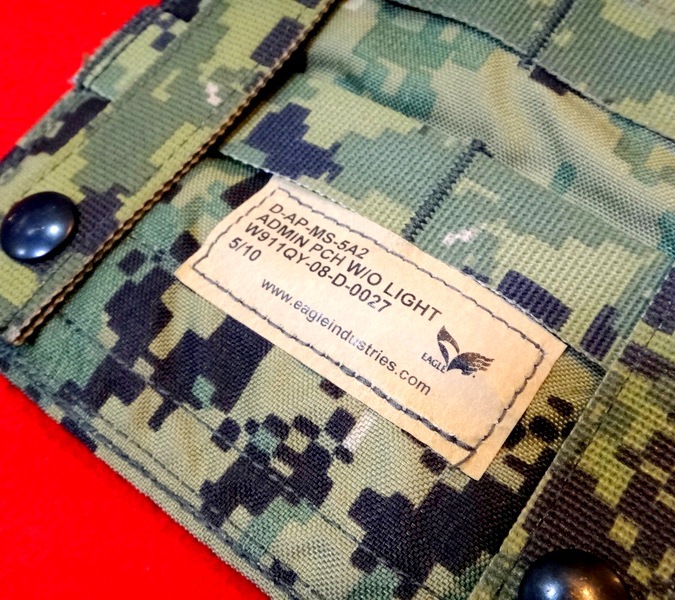 D-AP-MS-5A2
ADMIN PCH W/O LIGHT
W911QY-08-D-0027
5/10
www.eagleindustries.com
EAGLE